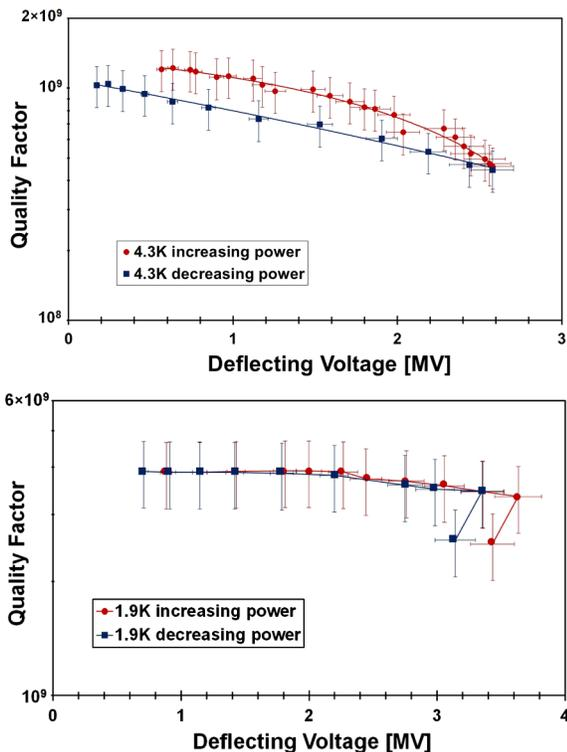 2×10⁹
10⁹
10⁸
Quality Factor
4.3K increasing power
4.3K decreasing power
0 1 2 3
Deflecting Voltage [MV]
6×10⁹
10⁹
Quality Factor
1.9K increasing power
1.9K decreasing power
0 1 2 3 4
Deflecting Voltage [MV]